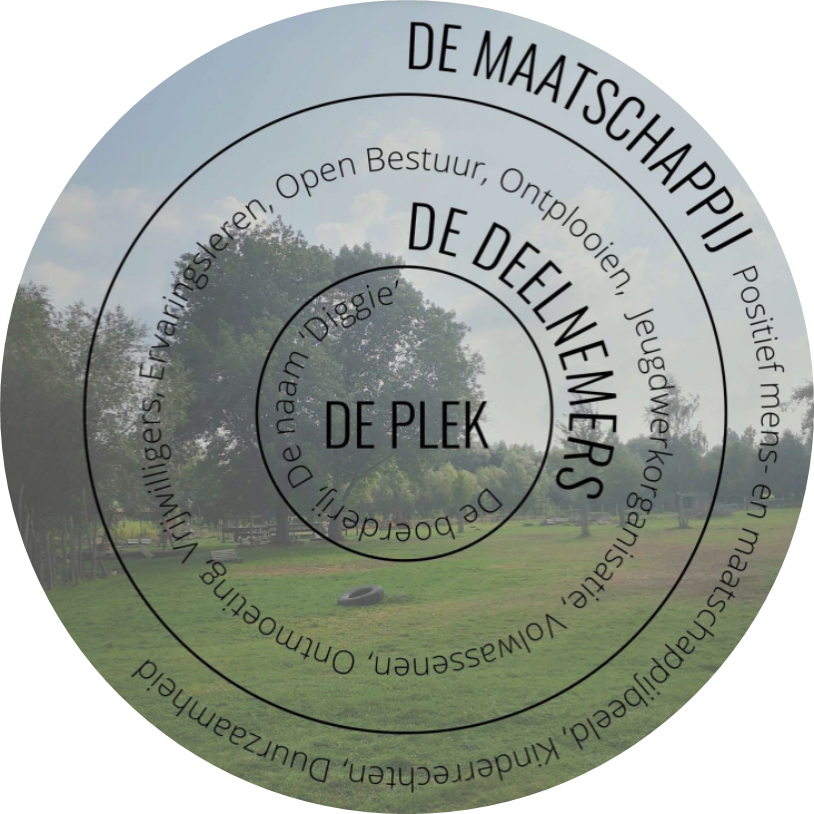 DE MAATSCHAPPIJ
Positief mens- en maatschappijbeeld, Kinderrechten, Duurzaamheid
DE DEELNEMERS
Vrijwilligers, Ervaringsleren, Open Bestuur, Ontplooien, Jeugdwerkorganisatie, Volwassenen, Ontmoeting,
DE PLEK
De boerderij, De naam ‘Diggie’